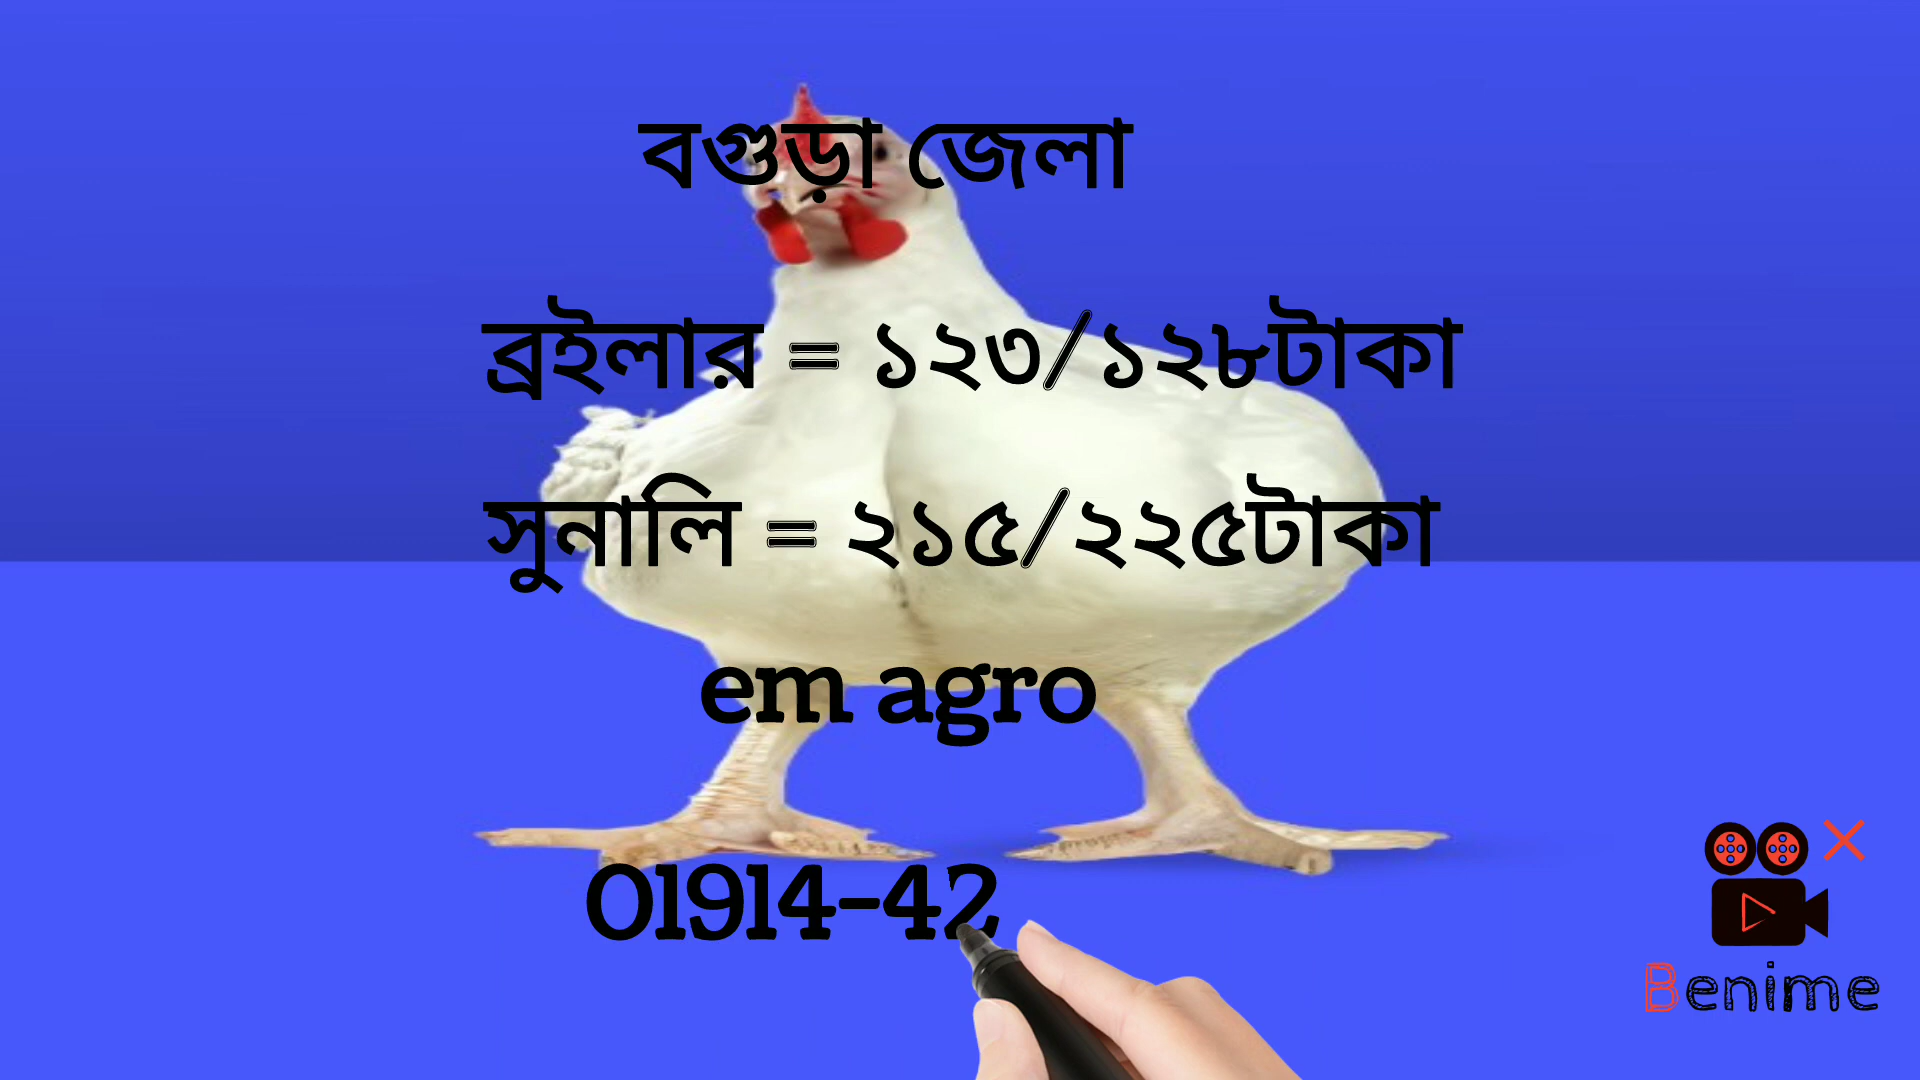 বগুড়া জেলা
ব্রইলার = ১২৩/১২৮টাকা
সুনালি = ২১৫/২২৫টাকা
em agro
01914-42
Benime